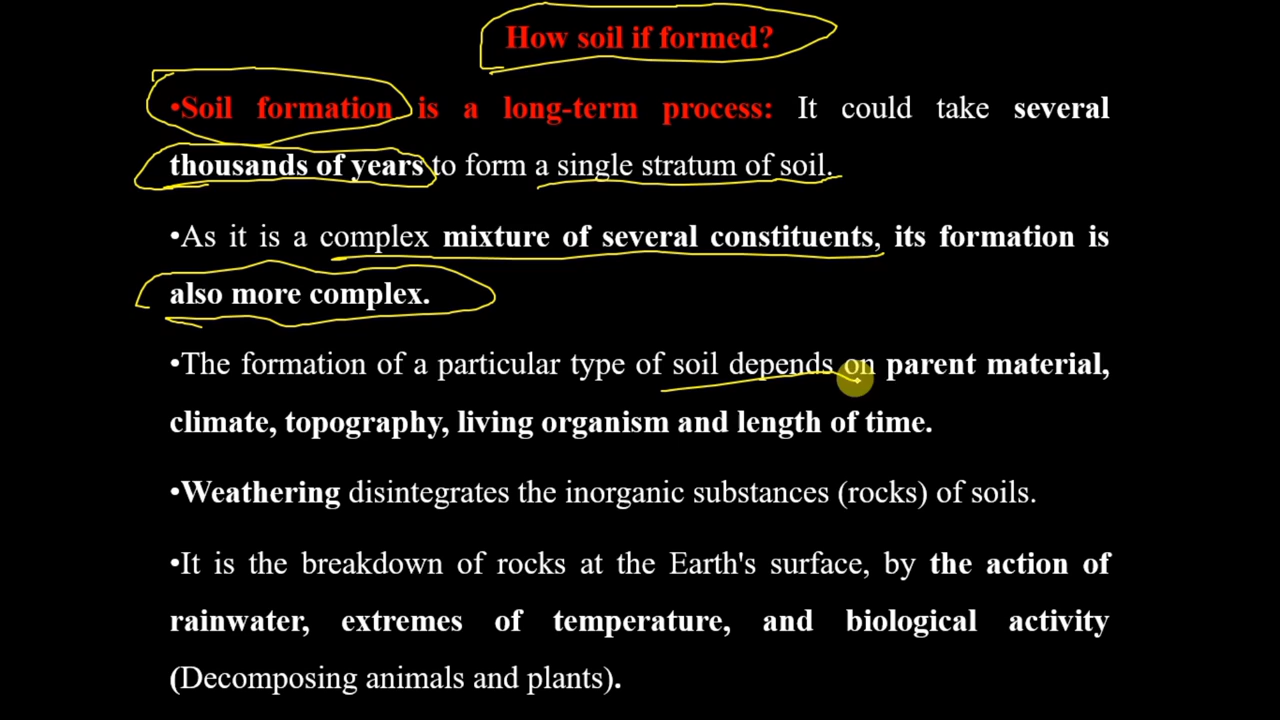 How soil if formed?
•Soil formation is a long-term process: It could take several
thousands of years to form a single stratum of soil.
•As it is a complex mixture of several constituents, its formation is
also more complex.
•The formation of a particular type of soil depends on parent material,
climate, topography, living organism and length of time.
•Weathering disintegrates the inorganic substances (rocks) of soils.
•It is the breakdown of rocks at the Earth's surface, by the action of
rainwater, extremes of temperature, and biological activity
(Decomposing animals and plants).